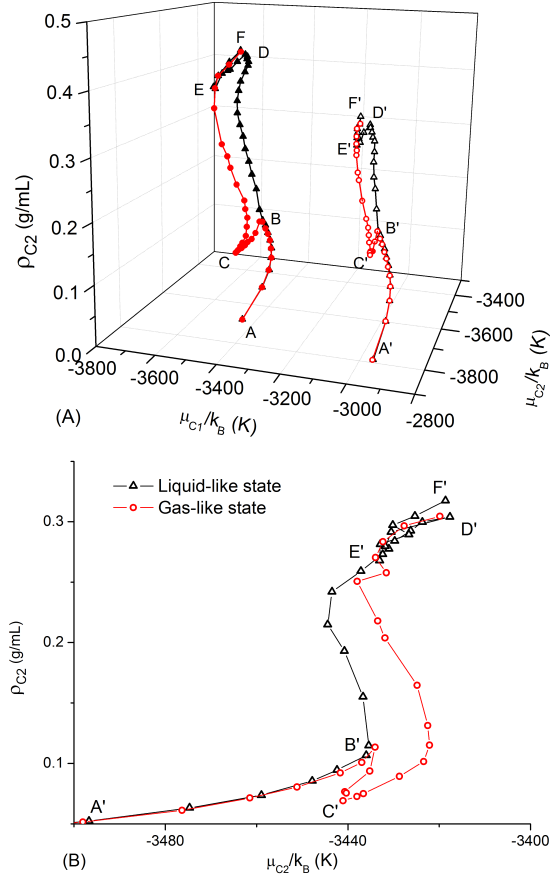 0.5
0.4
0.3
0.2
0.1
0.0
ρC2 (g/mL)
F
D
E
B
C
A
F'
D'
E'
B'
C'
A'
-3800
-3600
-3400
-3200
-3000
-2800
μC1/kB (K)
-3400
-3600
-3800
μC2/kB (K)
(A)
Liquid-like state
Gas-like state
F'
D'
E'
B'
C'
A'
0.3
0.2
0.1
ρC2 (g/mL)
-3480
-3440
-3400
μC2/kB (K)
(B)